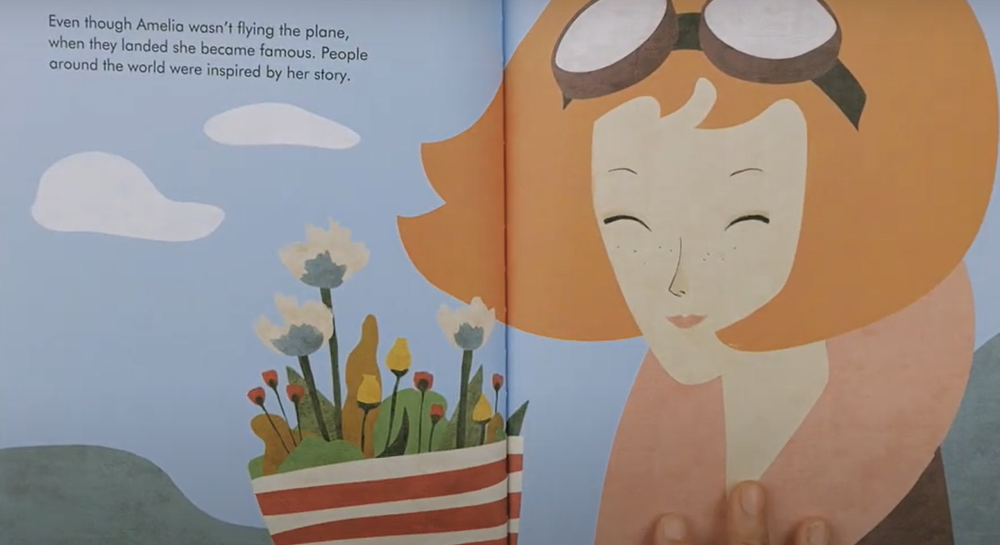 Even though Amelia wasn't flying the plane,
when they landed she became famous. People
around the world were inspired by her story.